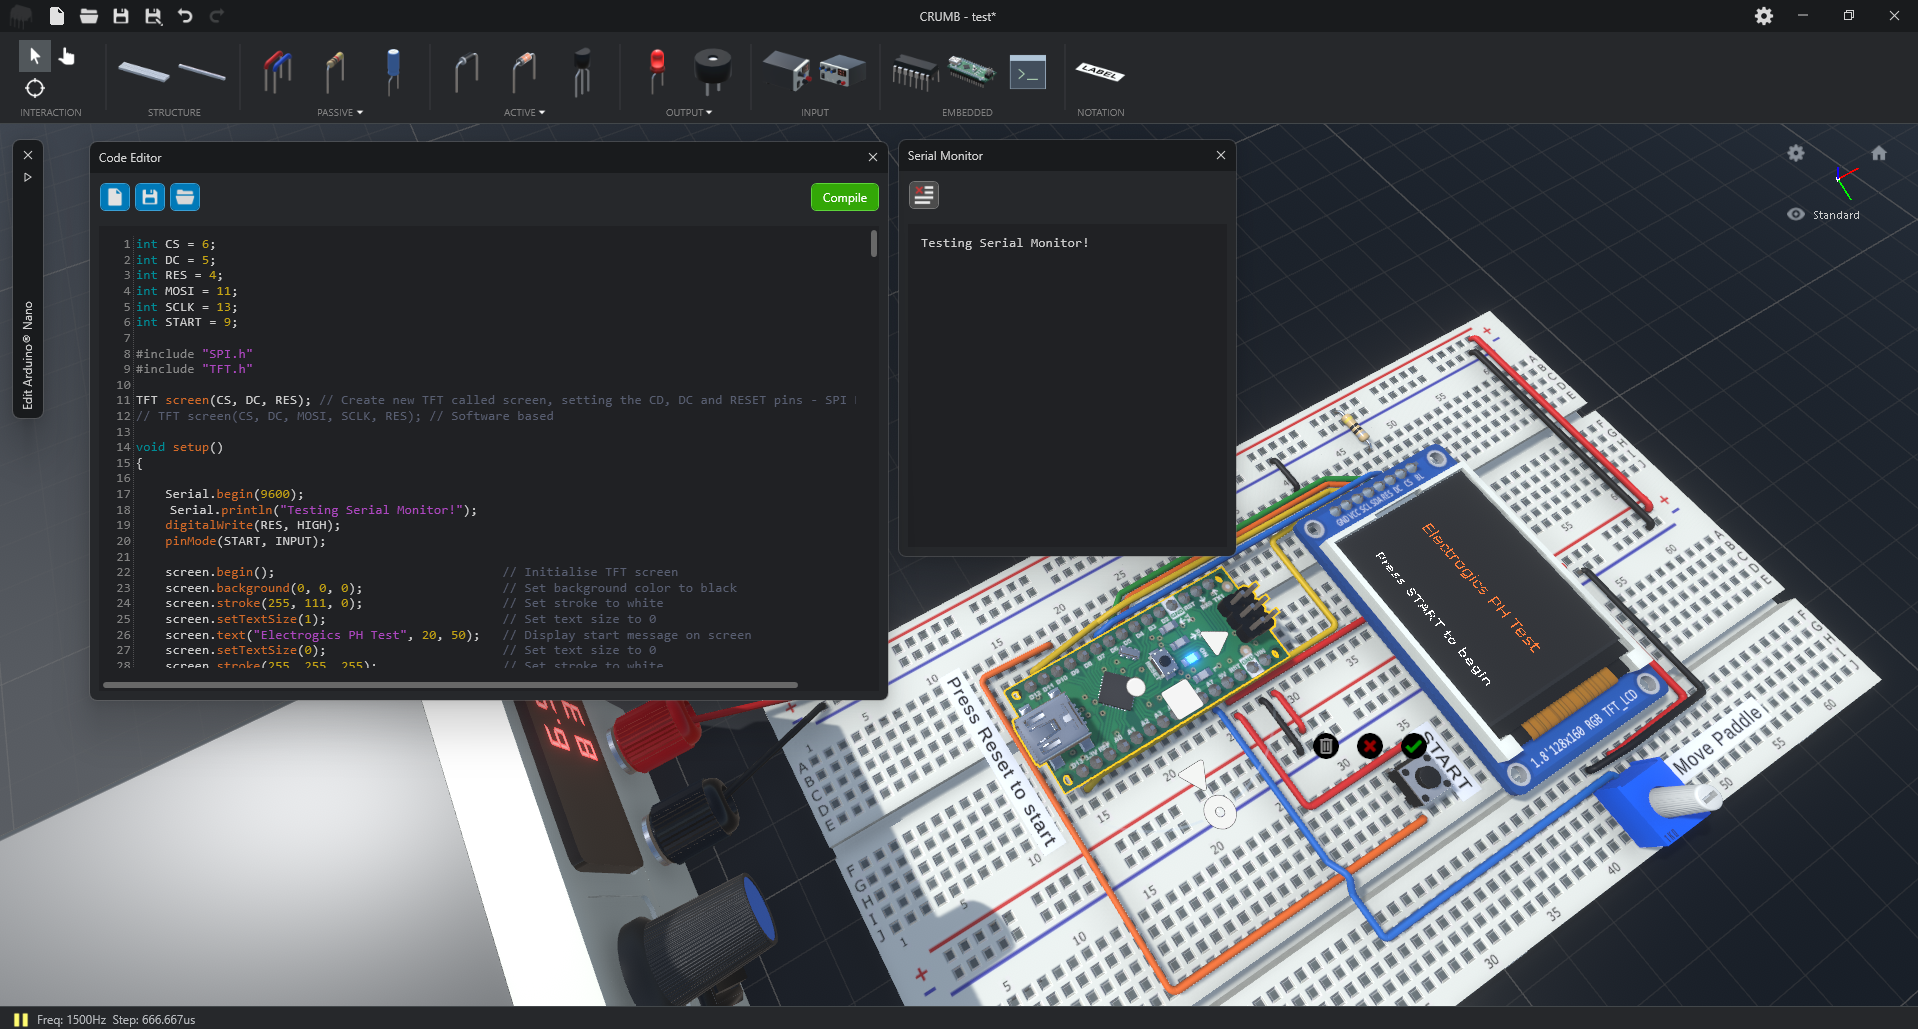 CRUMB - test*
INTERACTION
STRUCTURE
PASSIVE
ACTIVE
OUTPUT
INPUT
EMBEDDED
LABEL
NOTATION
Edit Arduino® Nano
Code Editor
Compile
1 int CS = 6;
2 int DC = 5;
3 int RES = 4;
4 int MOSI = 11;
5 int SCLK = 13;
6 int START = 9;
7
8 #include "SPI.h"
9 #include "TFT.h"
10
11 TFT screen(CS, DC, RES); // Create new TFT called screen, setting the CD, DC and RESET pins - SPI
12 // TFT screen(CS, DC, MOSI, SCLK, RES); // Software based
13
14 void setup()
15 {
16
17 Serial.begin(9600);
18 Serial.println("Testing Serial Monitor!");
19 digitalWrite(RES, HIGH);
20 pinMode(START, INPUT);
21
22 screen.begin(); // Initialise TFT screen
23 screen.background(0, 0, 0); // Set background color to black
24 screen.stroke(255, 111, 0); // Set stroke to white
25 screen.setTextSize(1); // Set text size to 0
26 screen.text("Electrogics PH Test", 20, 50); // Display start message on screen
27 screen.setTextSize(0); // Set text size to 0
28 screen.stroke(255, 255, 255); // Set stroke to white
Serial Monitor
Testing Serial Monitor!
Standard
GND VCC SCL SDA RES DC CS BL
Electrogics PH Test
Press START to begin
1.8'128x160 RGB TFT_LCD
Press Reset to start
START
Move Paddle
Freq: 1500Hz Step: 666.667us